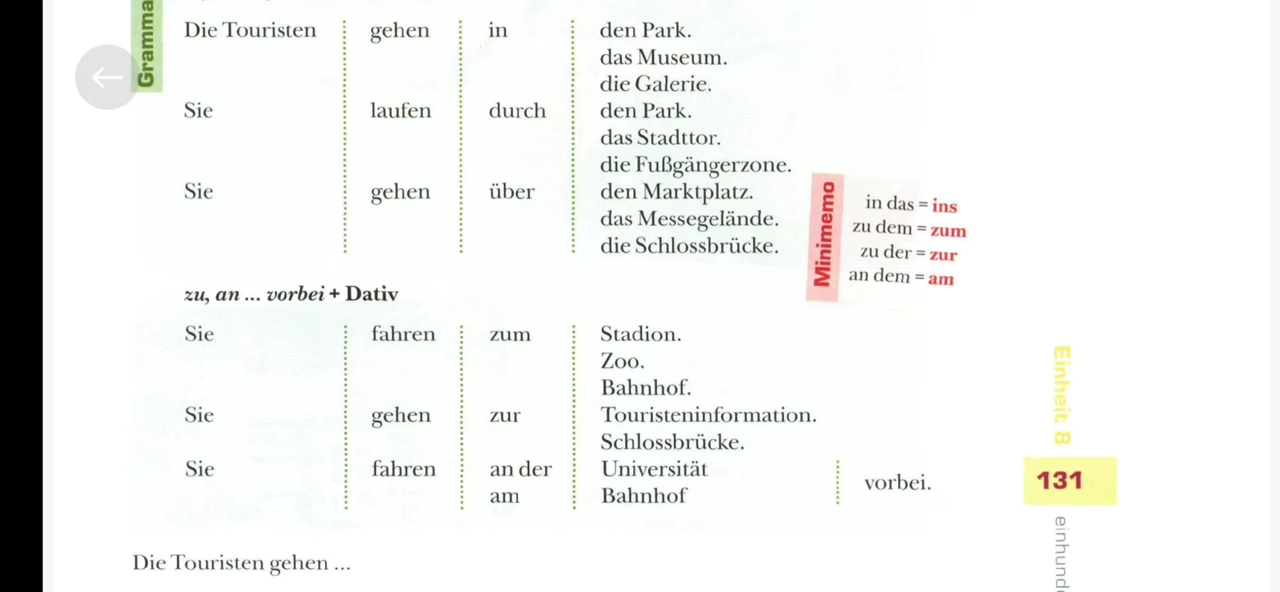 Gramma
Die Touristen gehen in den Park.
das Museum.
die Galerie.
Sie laufen durch den Park.
das Stadttor.
die Fußgängerzone.
Sie gehen über den Marktplatz.
das Messegelände.
die Schlossbrücke.
Minimemo
in das = ins
zu dem = zum
zu der = zur
an dem = am
zu, an ... vorbei + Dativ
Sie fahren zum Stadion.
Zoo.
Bahnhof.
Sie gehen zur Touristeninformation.
Schlossbrücke.
Sie fahren an der Universität
am Bahnhof
vorbei.
Die Touristen gehen ...
Einheit 8
131
einhund